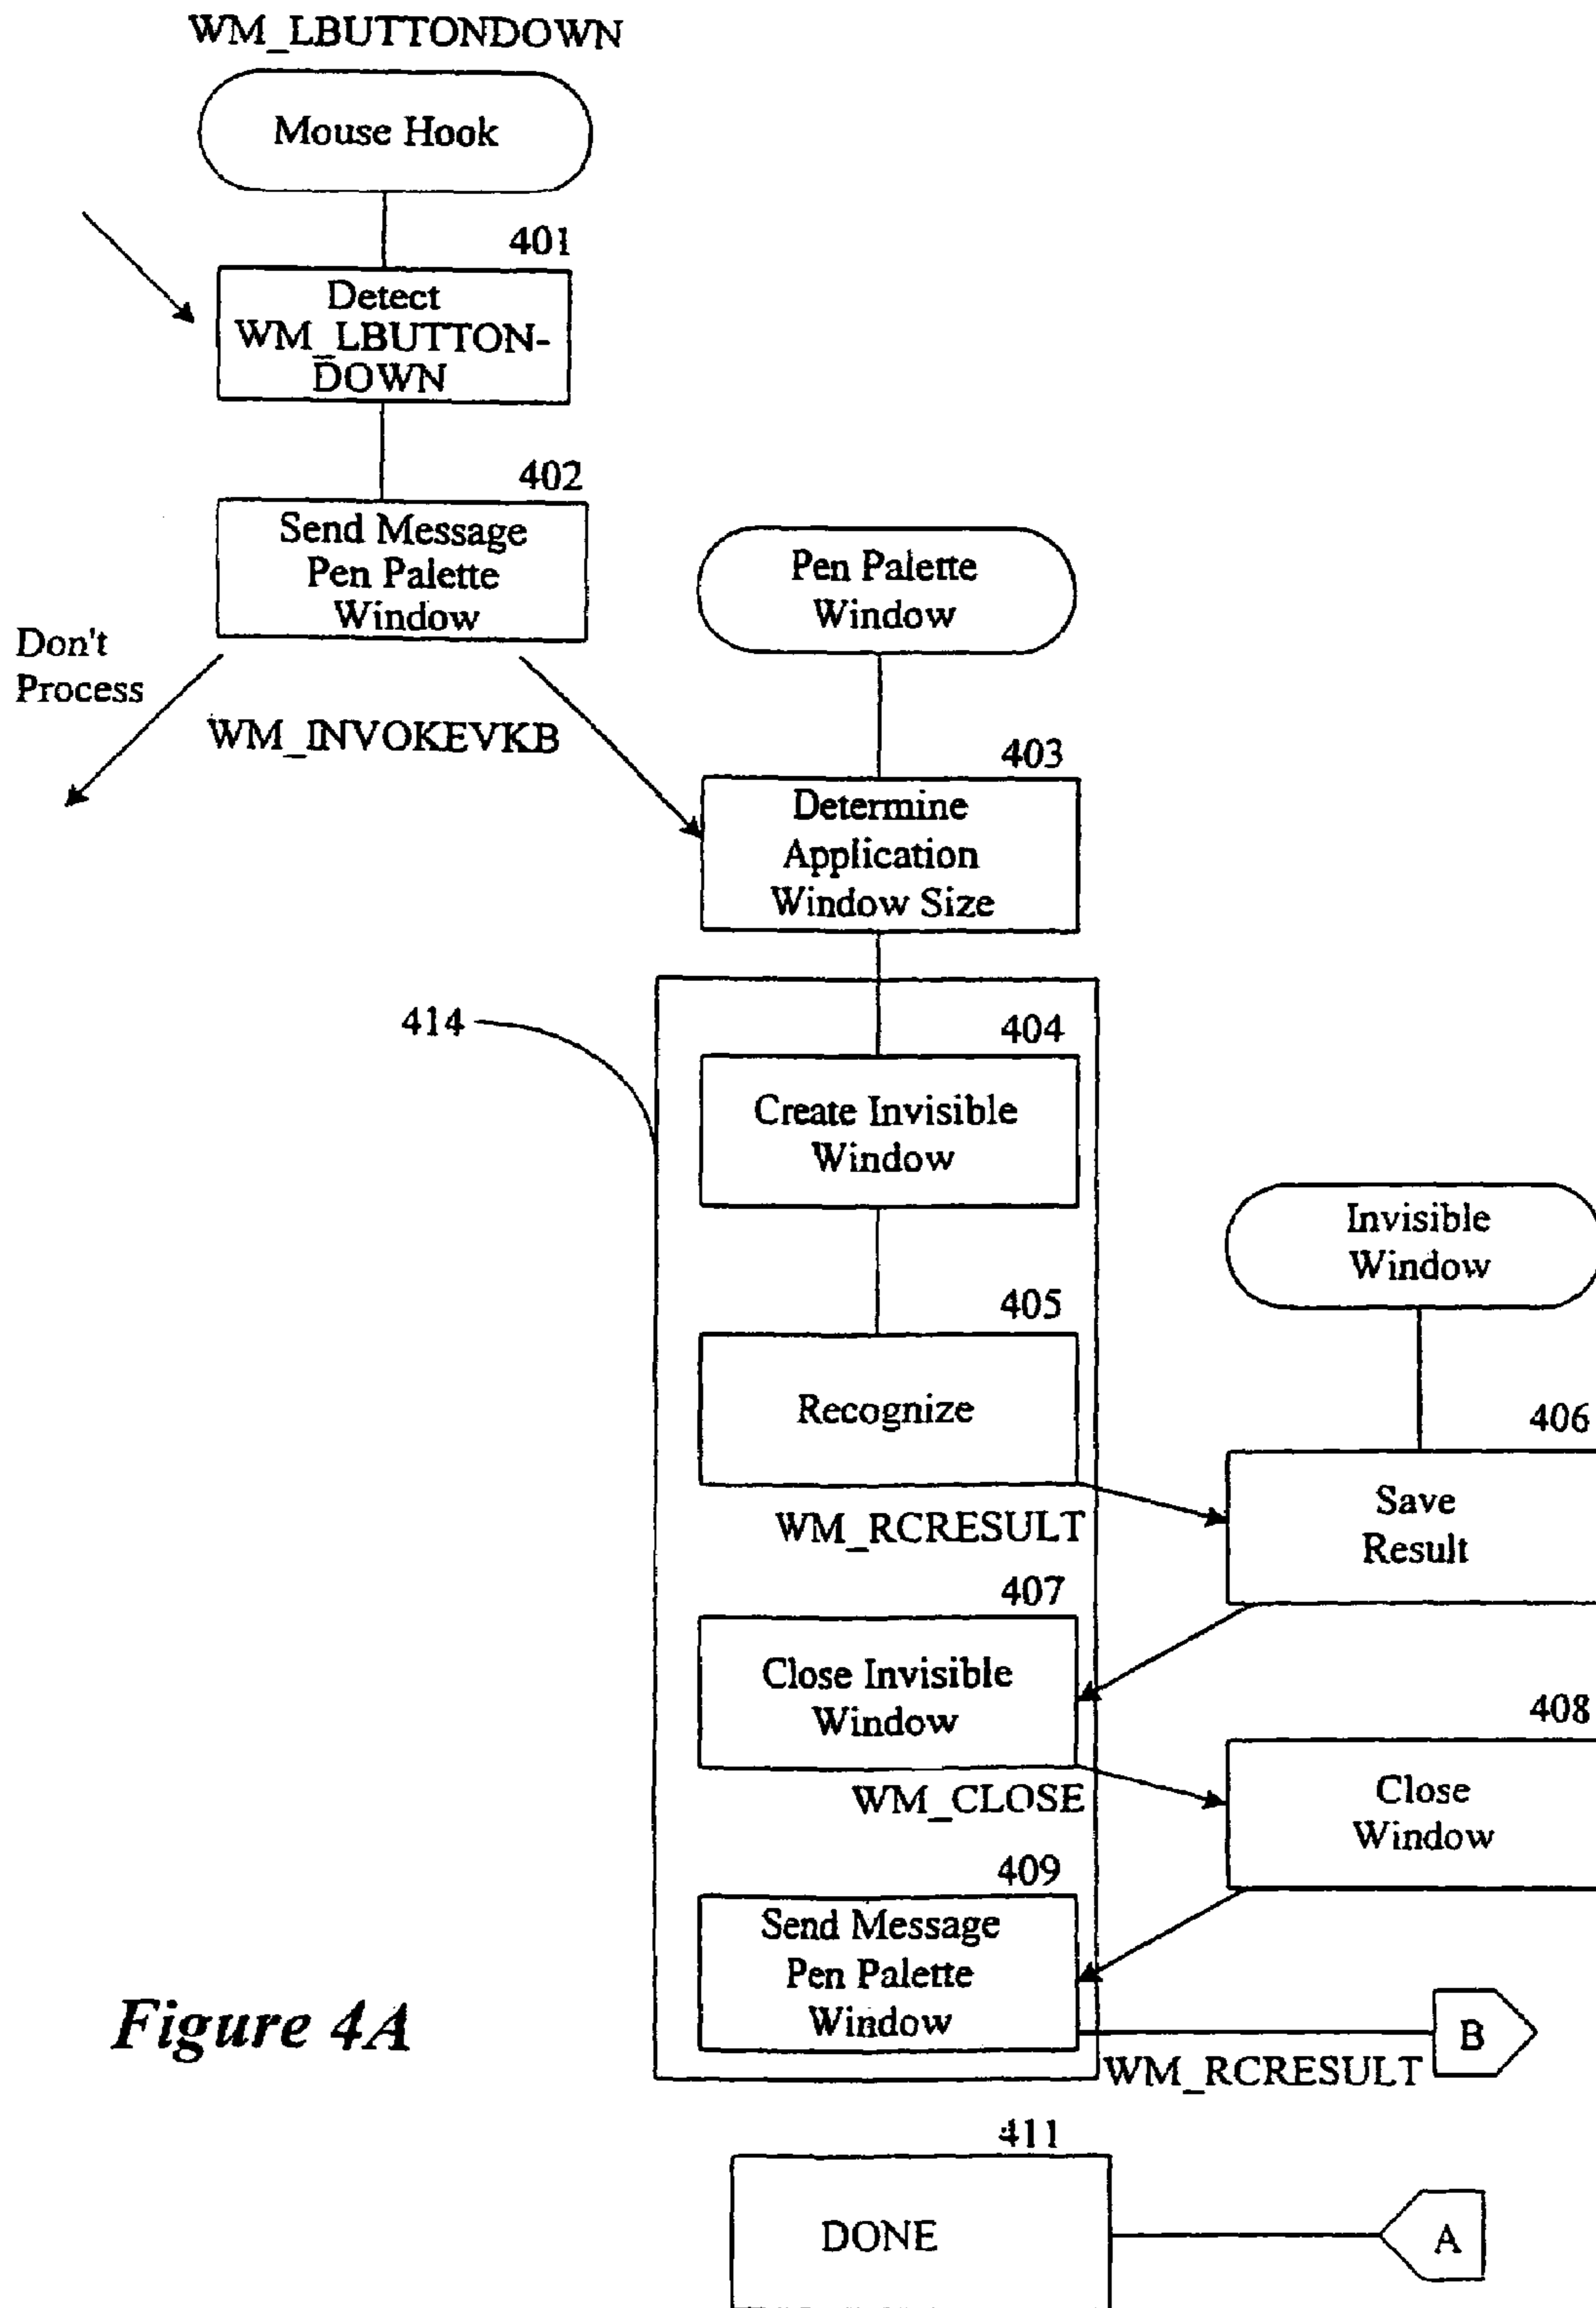 WM_LBUTTONDOWN
Mouse Hook
401
Detect
WM_LBUTTON-
DOWN
402
Send Message
Pen Palette
Window
Don't
Process
WM_INVOKEVKB
Pen Palette
Window
403
Determine
Application
Window Size
414
404
Create Invisible
Window
Invisible
Window
405
Recognize
406
Save
Result
WM_RCRESULT
407
Close Invisible
Window
408
Close
Window
WM_CLOSE
409
Send Message
Pen Palette
Window
B
WM_RCRESULT
Figure 4A
411
DONE
A